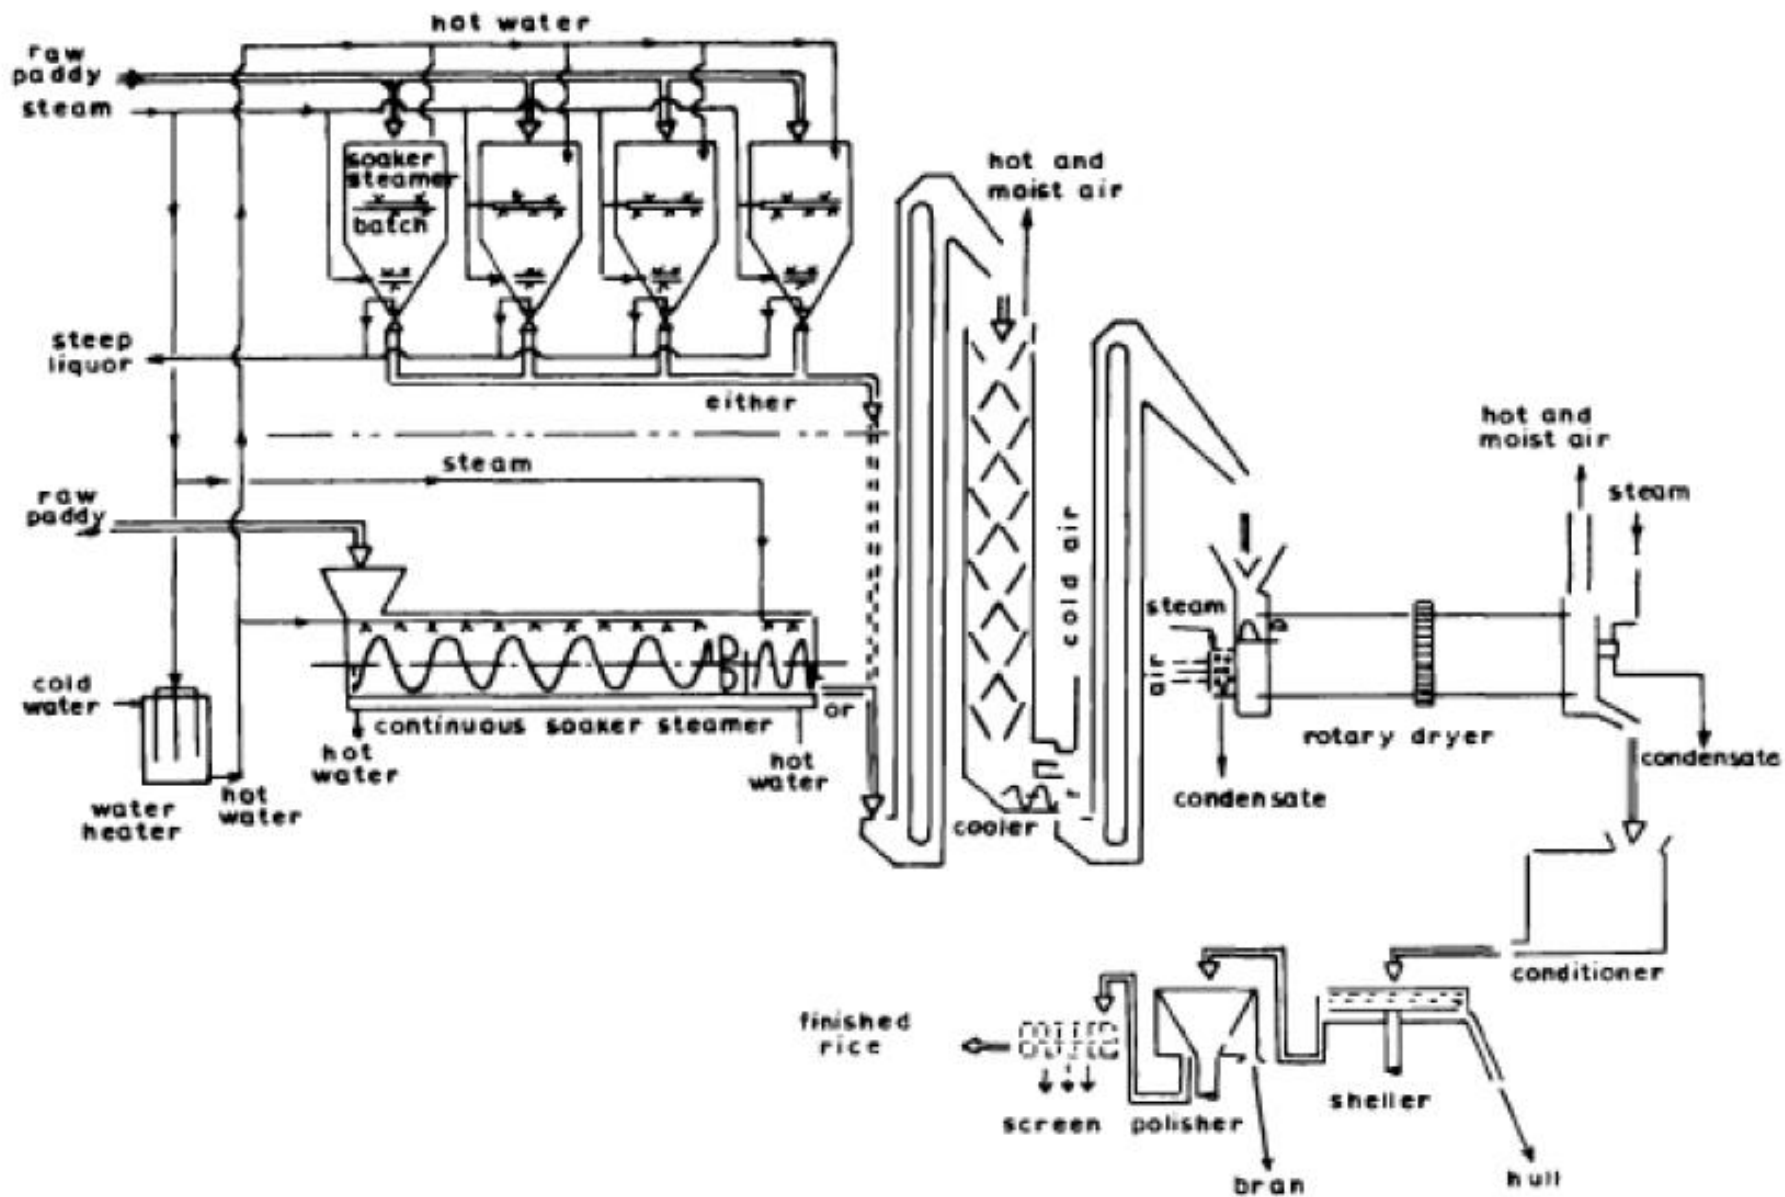 hot water
raw
paddy
steam
soaker
steamer
batch
hot and
moist air
steep
liquor
either
hot and
moist air
steam
steam
raw
paddy
cold air
steam
air
cold
water
continuous soaker steamer
or
hot
water
hot
water
rotary dryer
condensate
condensate
water
heater
hot
water
cooler
conditioner
finished
rice
screen
polisher
sheller
bran
hull